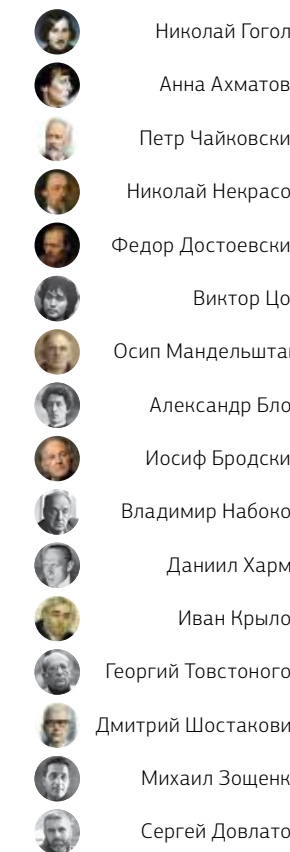 Николай Гогол
Анна Ахматов
Петр Чайковски
Николай Некрасо
Федор Достоевски
Виктор Цо
Осип Мандельшта
Александр Бло
Иосиф Бродски
Владимир Набоко
Даниил Харм
Иван Крыло
Георгий Товстоного
Дмитрий Шостакови
Михаил Зощенк
Сергей Довлато